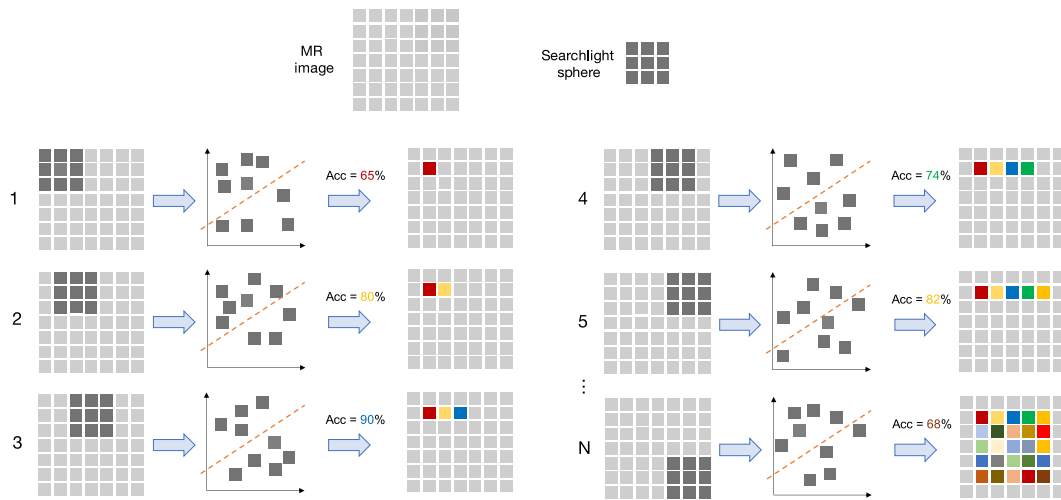 MR
image
Searchlight
sphere
1
Acc = 65%
2
Acc = 80%
3
Acc = 90%
4
Acc = 74%
5
Acc = 82%
⋮
N
Acc = 68%